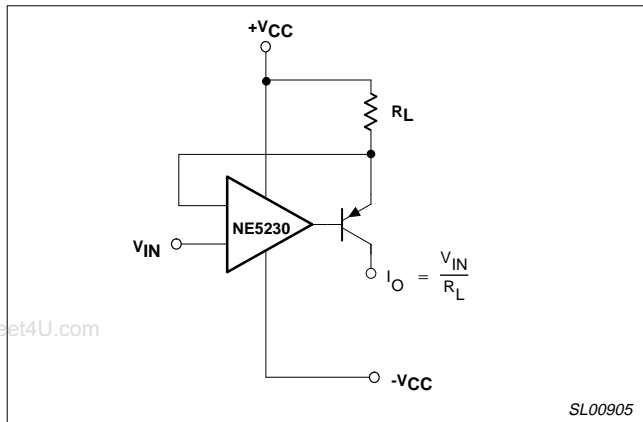 +VCC
RL
NE5230
VIN
IO = VIN
RL
eet4U.com
-VCC
SL00905